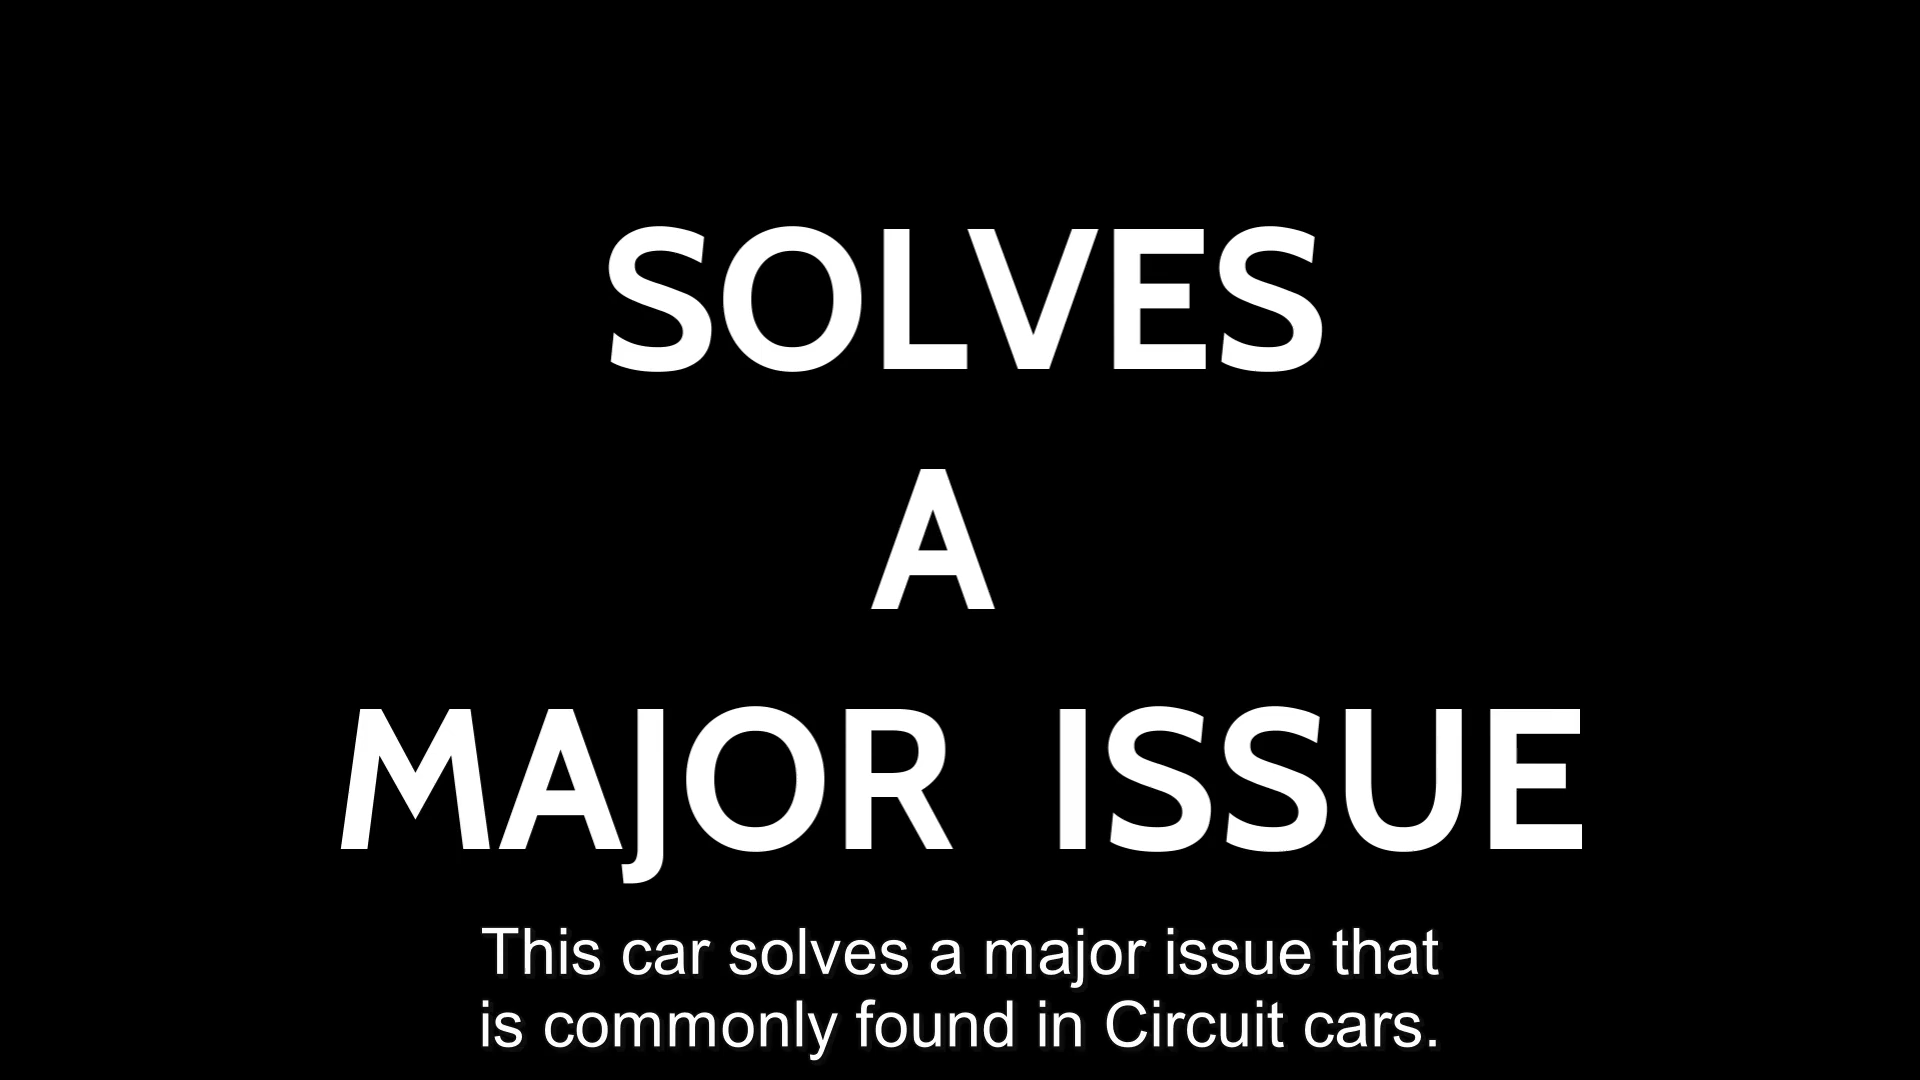 SOLVES
A
MAJOR ISSUE
This car solves a major issue that
is commonly found in Circuit cars.